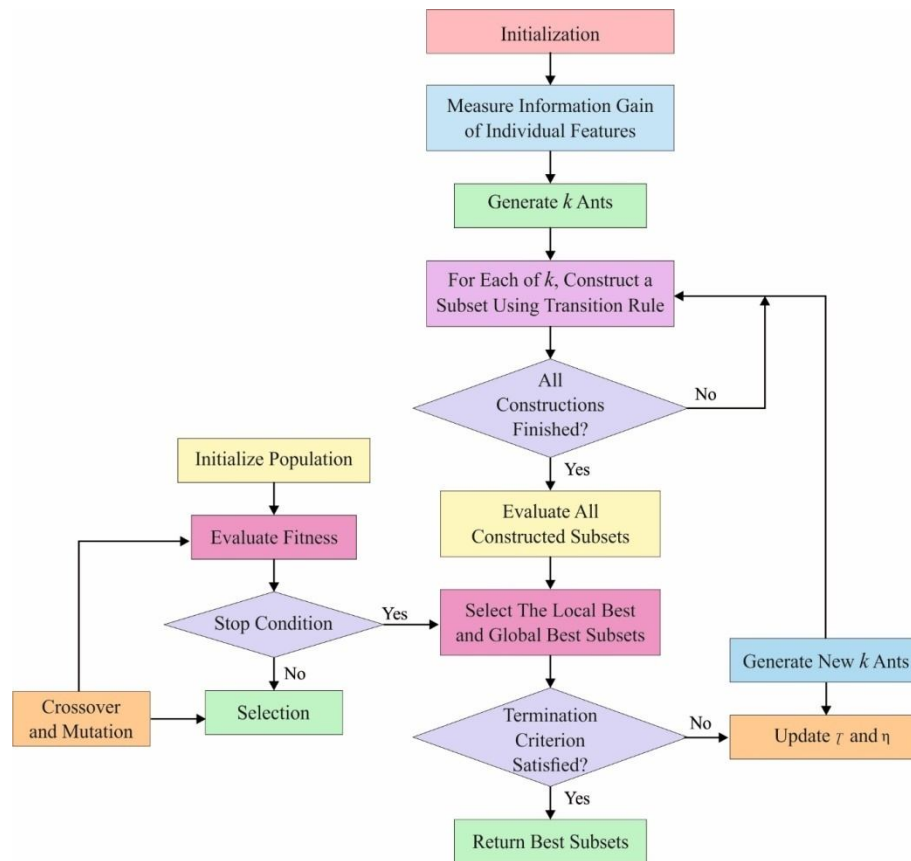 Initialization
Measure Information Gain
of Individual Features
Generate k Ants
For Each of k, Construct a
Subset Using Transition Rule
All
Constructions
Finished?
No
Yes
Initialize Population
Evaluate All
Constructed Subsets
Evaluate Fitness
Stop Condition
Yes
Select The Local Best
and Global Best Subsets
No
Generate New k Ants
Crossover
and Mutation
Selection
Termination
Criterion
Satisfied?
No
Update τ and η
Yes
Return Best Subsets